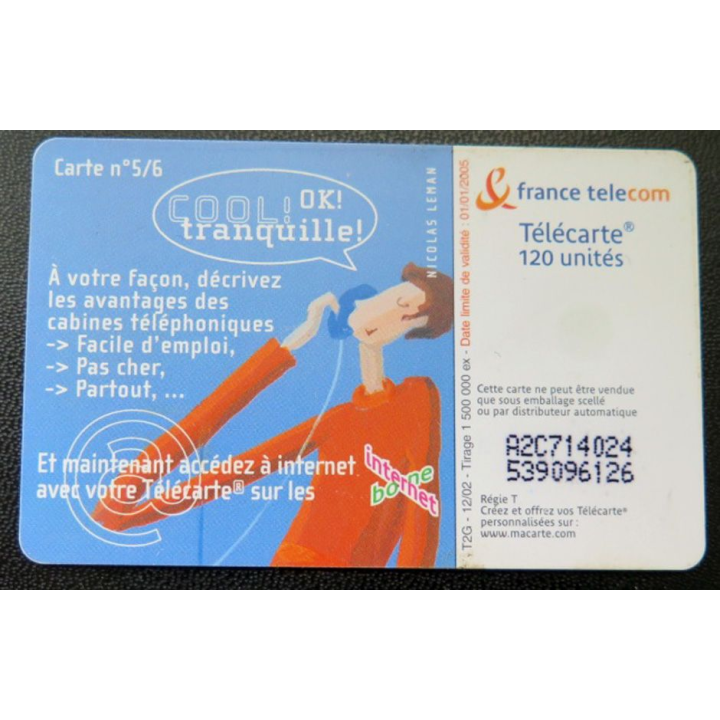 Carte n°5/6
COOL! OK!
tranquille!
NICOLAS LEMAN
À votre façon, décrivez
les avantages des
cabines téléphoniques
-> Facile d'emploi,
-> Pas cher,
-> Partout, ...
Et maintenant accédez à internet
avec votre Télécarte® sur les
borne
internet
T2G - 12/02 - Tirage 1 500 000 ex - Date limite de validité : 01/01/2005
france telecom
Télécarte®
120 unités
Cette carte ne peut être vendue
que sous emballage scellé
ou par distributeur automatique
A2C714024
539096126
Régie T
Créez et offrez vos Télécarte®
personnalisées sur :
www.macarte.com